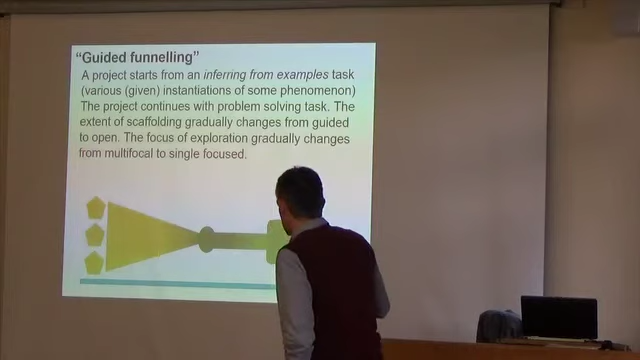 “Guided funnelling”
A project starts from an inferring from examples task
(various (given) instantiations of some phenomenon)
The project continues with problem solving task. The
extent of scaffolding gradually changes from guided
to open. The focus of exploration gradually changes
from multifocal to single focused.